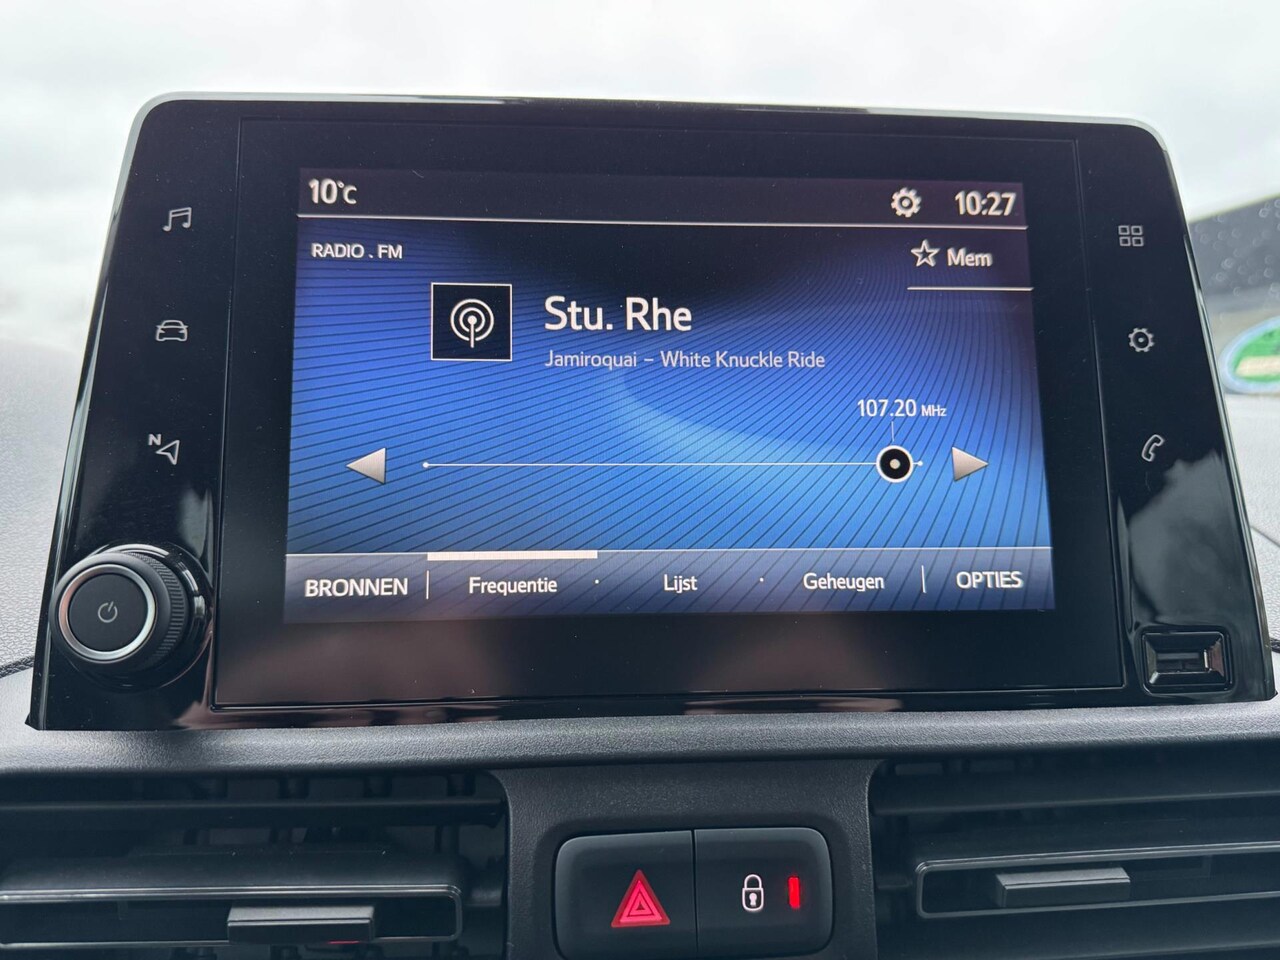 10°C
10:27
RADIO . FM
Mem
Stu. Rhe
Jamiroquai – White Knuckle Ride
107.20 MHz
N
BRONNEN
Frequentie · Lijst · Geheugen
OPTIES